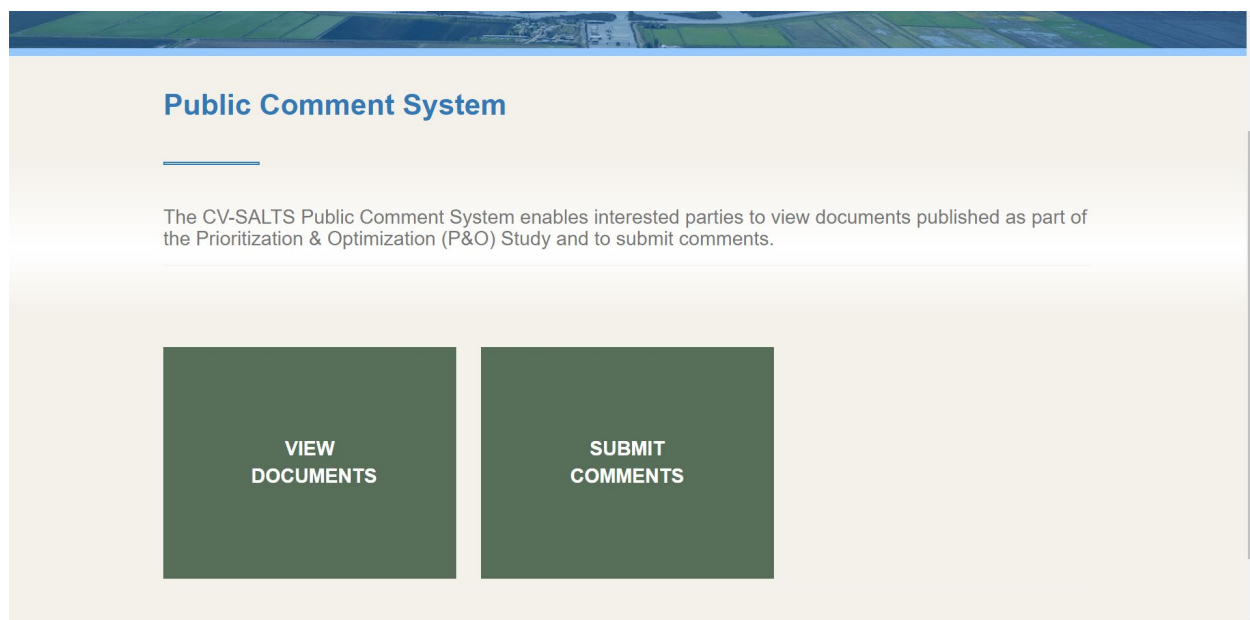 Public Comment System
The CV-SALTS Public Comment System enables interested parties to view documents published as part of
the Prioritization & Optimization (P&O) Study and to submit comments.
VIEW
DOCUMENTS
SUBMIT
COMMENTS